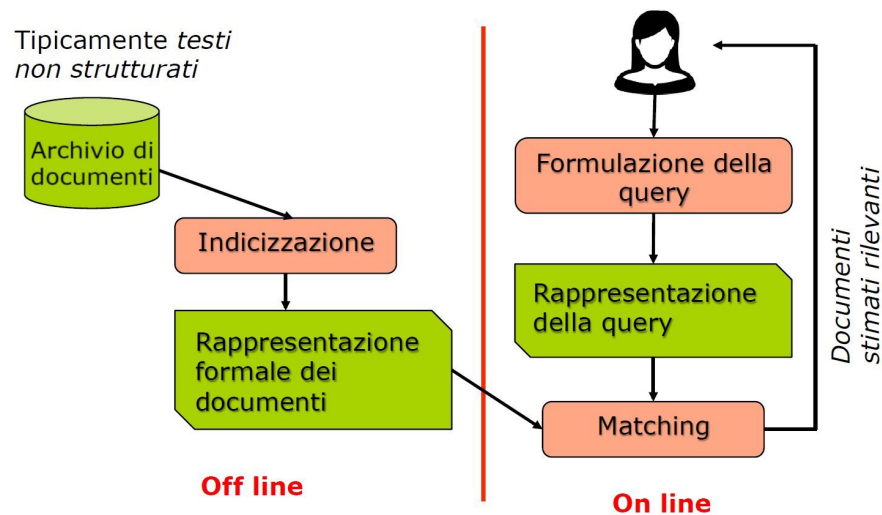 Tipicamente testi
non strutturati
Archivio di
documenti
Indicizzazione
Rappresentazione
formale dei
documenti
Off line
Formulazione della
query
Rappresentazione
della query
Matching
On line
Documenti
stimati rilevanti